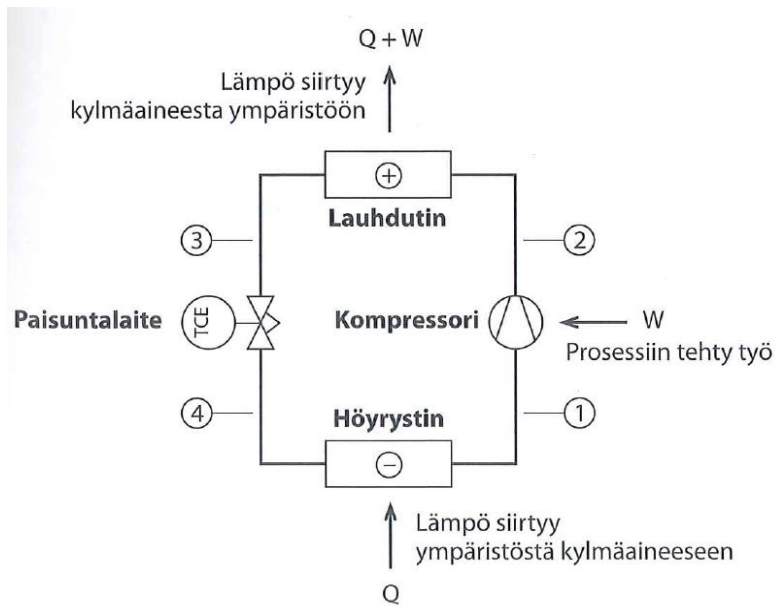 Q + W
Lämpö siirtyy
kylmäaineesta ympäristöön
+
Lauhdutin
3
2
Paisuntalaite
TCE
Kompressori
W
Prosessiin tehty työ
4
1
Höyrystin
−
Lämpö siirtyy
ympäristöstä kylmäaineeseen
Q